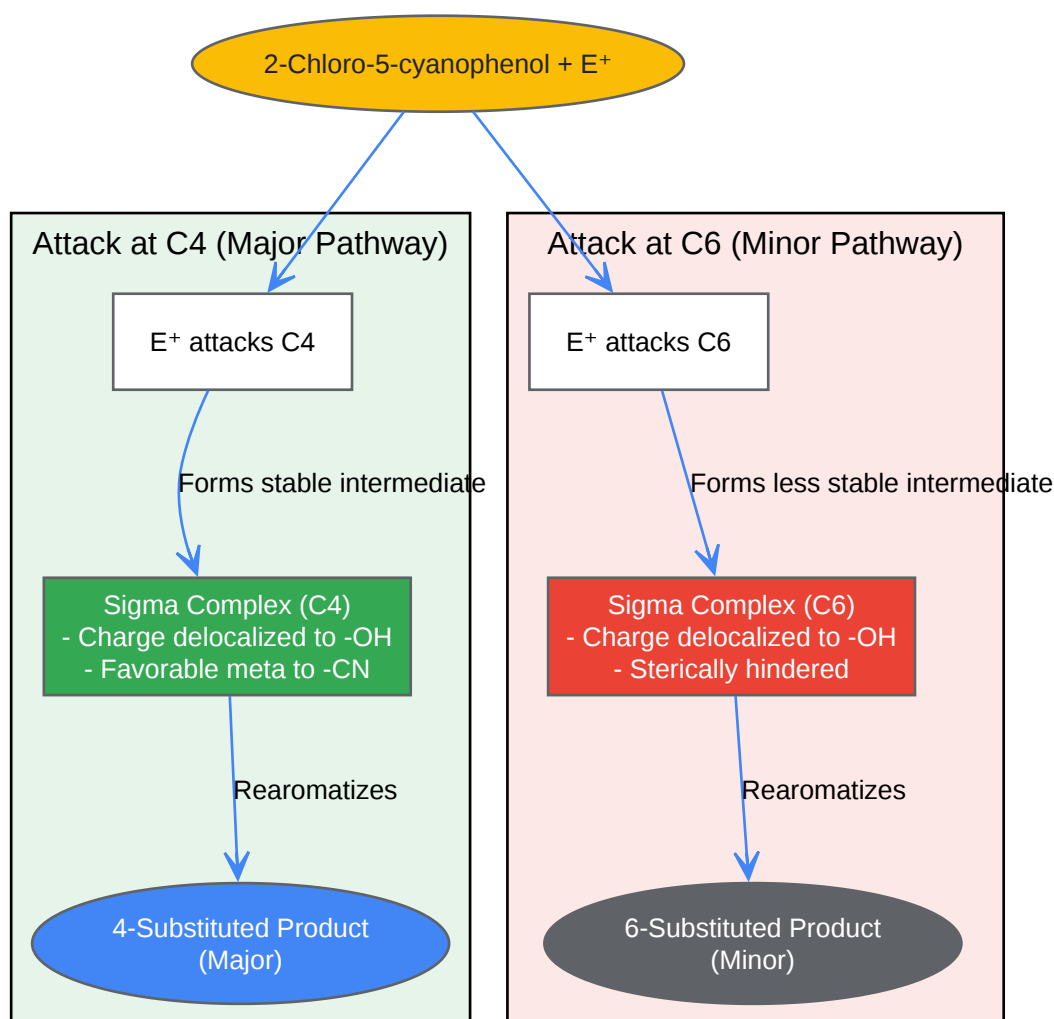 2-Chloro-5-cyanophenol + E⁺
Attack at C4 (Major Pathway)
E⁺ attacks C4
Forms stable intermediate
Sigma Complex (C4)
- Charge delocalized to -OH
- Favorable meta to -CN
Rearomatizes
4-Substituted Product
(Major)
Attack at C6 (Minor Pathway)
E⁺ attacks C6
Forms less stable intermediate
Sigma Complex (C6)
- Charge delocalized to -OH
- Sterically hindered
Rearomatizes
6-Substituted Product
(Minor)